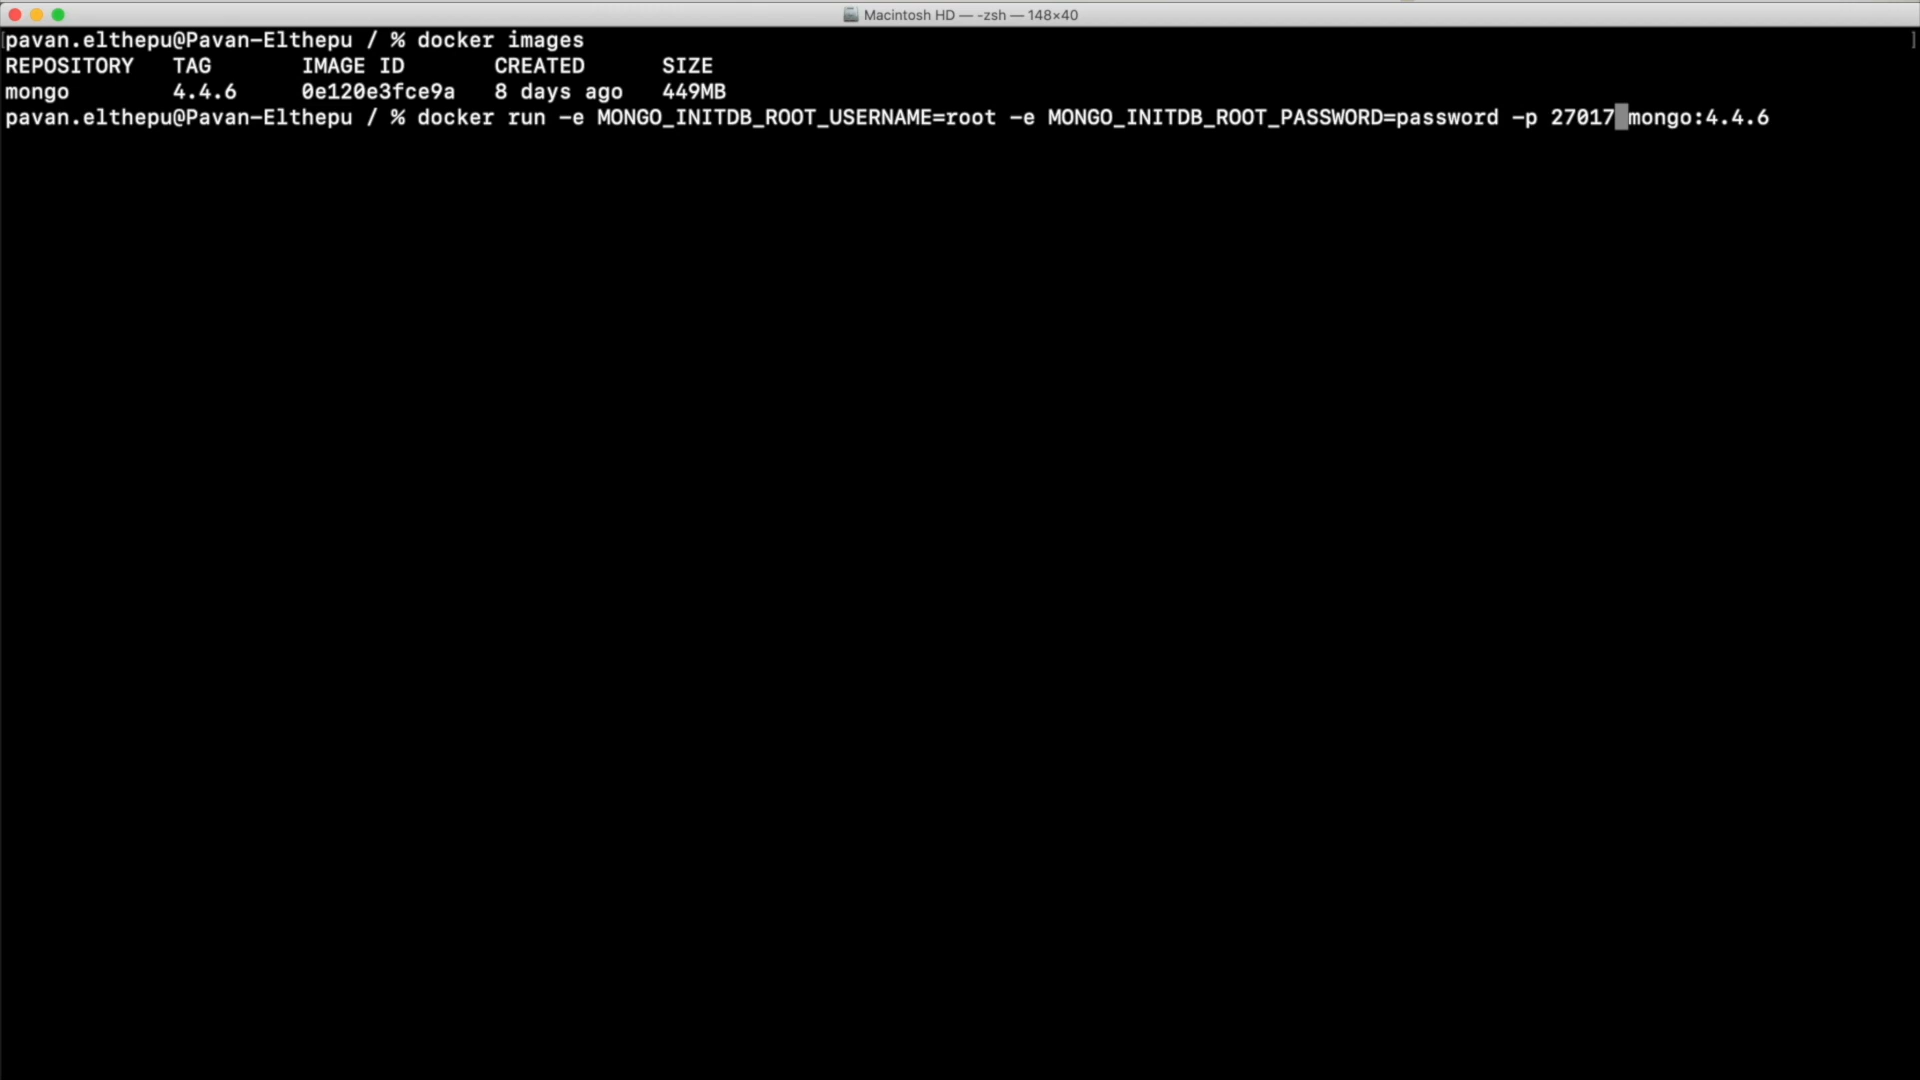 Macintosh HD — -zsh — 148×40
pavan.elthepu@Pavan-Elthepu / % docker images
REPOSITORY   TAG       IMAGE ID       CREATED      SIZE
mongo        4.4.6     0e120e3fce9a   8 days ago   449MB
pavan.elthepu@Pavan-Elthepu / % docker run -e MONGO_INITDB_ROOT_USERNAME=root -e MONGO_INITDB_ROOT_PASSWORD=password -p 27017 mongo:4.4.6